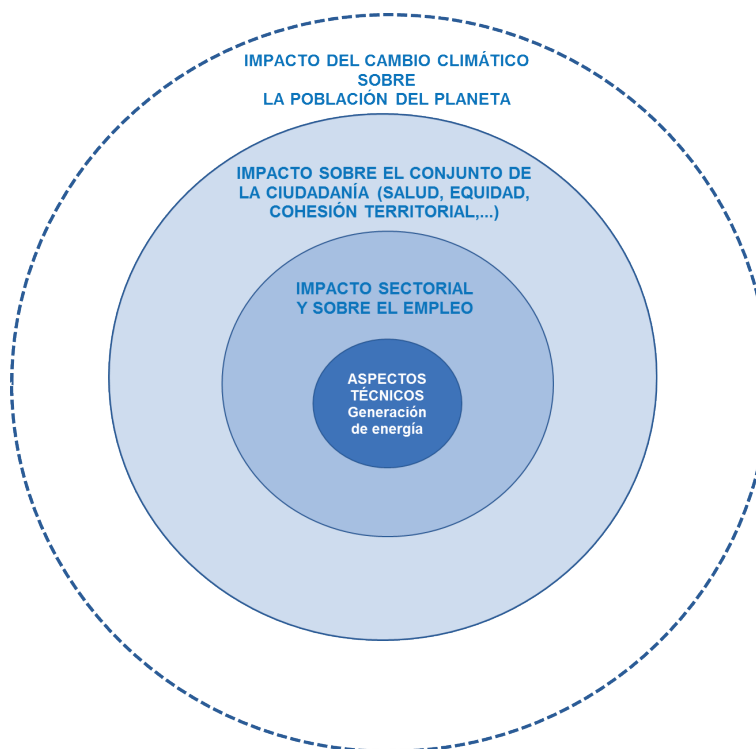 IMPACTO DEL CAMBIO CLIMÁTICO
SOBRE
LA POBLACIÓN DEL PLANETA
IMPACTO SOBRE EL CONJUNTO DE
LA CIUDADANÍA (SALUD, EQUIDAD,
COHESIÓN TERRITORIAL,...)
IMPACTO SECTORIAL
Y SOBRE EL EMPLEO
ASPECTOS
TÉCNICOS
Generación
de energía